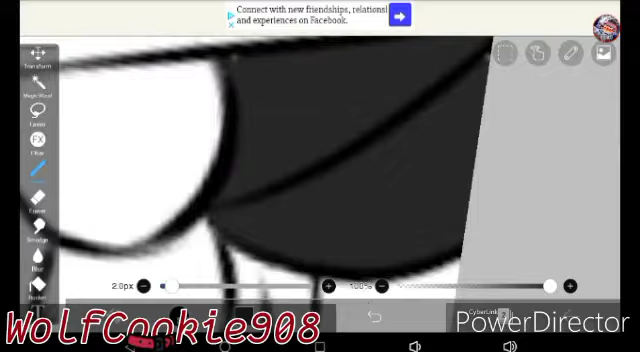 Connect with new friendships, relationsl
and experiences on Facebook.
Transform
Magic Wand
Lasso
FX
Filter
Eraser
Smudge
Blur
2.0px
100%
CyberLink
WolfCookie908
PowerDirector